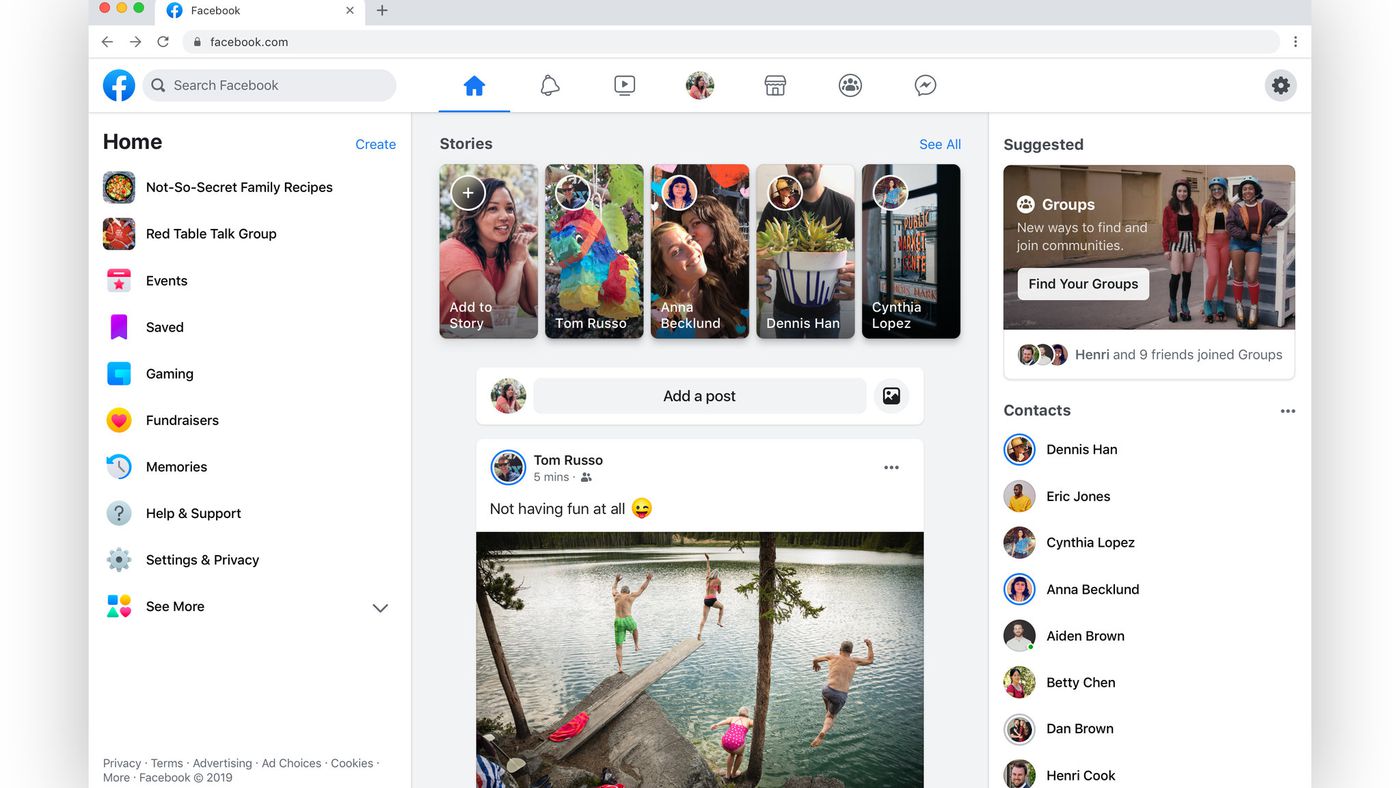 Facebook
facebook.com
Search Facebook
Home
Create
Not-So-Secret Family Recipes
Red Table Talk Group
Events
Saved
Gaming
Fundraisers
Memories
Help & Support
Settings & Privacy
See More
Privacy · Terms · Advertising · Ad Choices · Cookies ·
More · Facebook © 2019
Stories
See All
Add to
Story
Tom Russo
Anna
Becklund
Dennis Han
PUBLIC
MARKET
Cynthia
Lopez
Add a post
Tom Russo
5 mins ·
Not having fun at all 😜
Suggested
Groups
New ways to find and
join communities.
Find Your Groups
Henri and 9 friends joined Groups
Contacts
Dennis Han
Eric Jones
Cynthia Lopez
Anna Becklund
Aiden Brown
Betty Chen
Dan Brown
Henri Cook